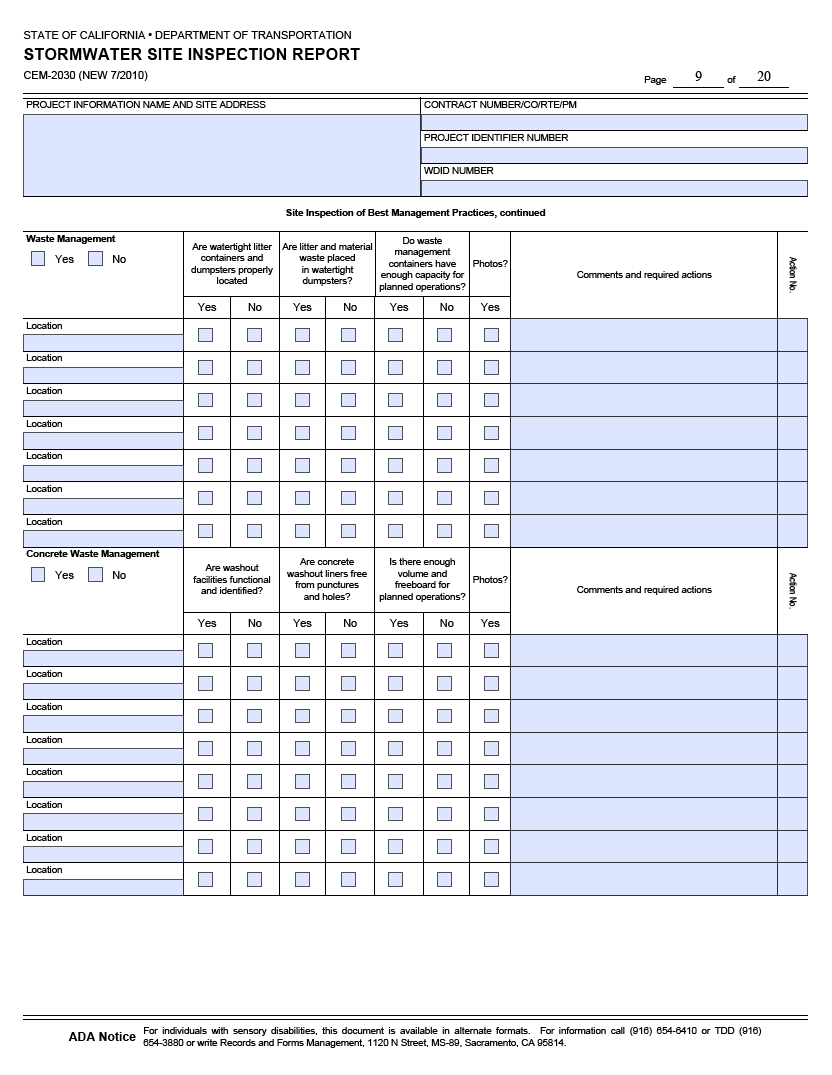 STATE OF CALIFORNIA • DEPARTMENT OF TRANSPORTATION
STORMWATER SITE INSPECTION REPORT
CEM-2030 (NEW 7/2010)
Page 9 of 20
PROJECT INFORMATION NAME AND SITE ADDRESS
CONTRACT NUMBER/CO/RTE/PM
PROJECT IDENTIFIER NUMBER
WDID NUMBER
Site Inspection of Best Management Practices, continued
Waste Management
Yes No
Are watertight litter
containers and
dumpsters properly
located
Are litter and material
waste placed
in watertight
dumpsters?
Do waste
management
containers have
enough capacity for
planned operations?
Photos?
Comments and required actions
Action No.
Yes No Yes No Yes No Yes
Location
Location
Location
Location
Location
Location
Location
Concrete Waste Management
Yes No
Are washout
facilities functional
and identified?
Are concrete
washout liners free
from punctures
and holes?
Is there enough
volume and
freeboard for
planned operations?
Photos?
Comments and required actions
Action No.
Yes No Yes No Yes No Yes
Location
Location
Location
Location
Location
Location
Location
Location
ADA Notice
For individuals with sensory disabilities, this document is available in alternate formats. For information call (916) 654-6410 or TDD (916)
654-3880 or write Records and Forms Management, 1120 N Street, MS-89, Sacramento, CA 95814.